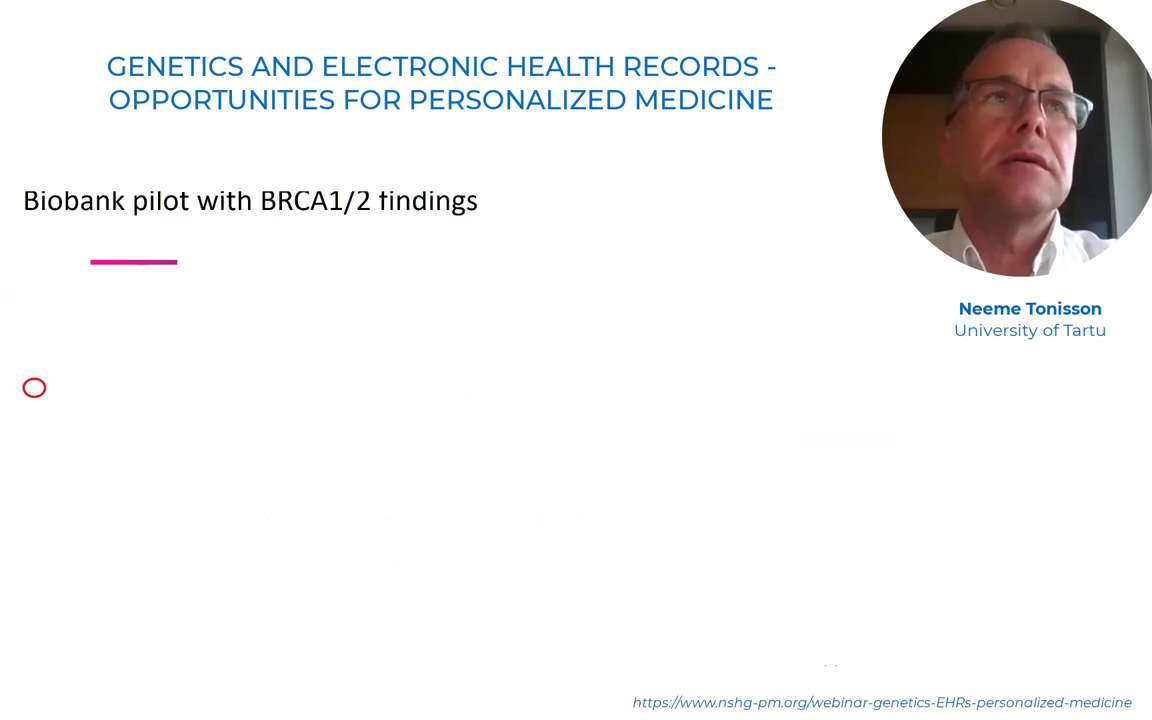 GENETICS AND ELECTRONIC HEALTH RECORDS -
OPPORTUNITIES FOR PERSONALIZED MEDICINE
Biobank pilot with BRCA1/2 findings
Neeme Tonisson
University of Tartu
https://www.nshg-pm.org/webinar-genetics-EHRs-personalized-medicine